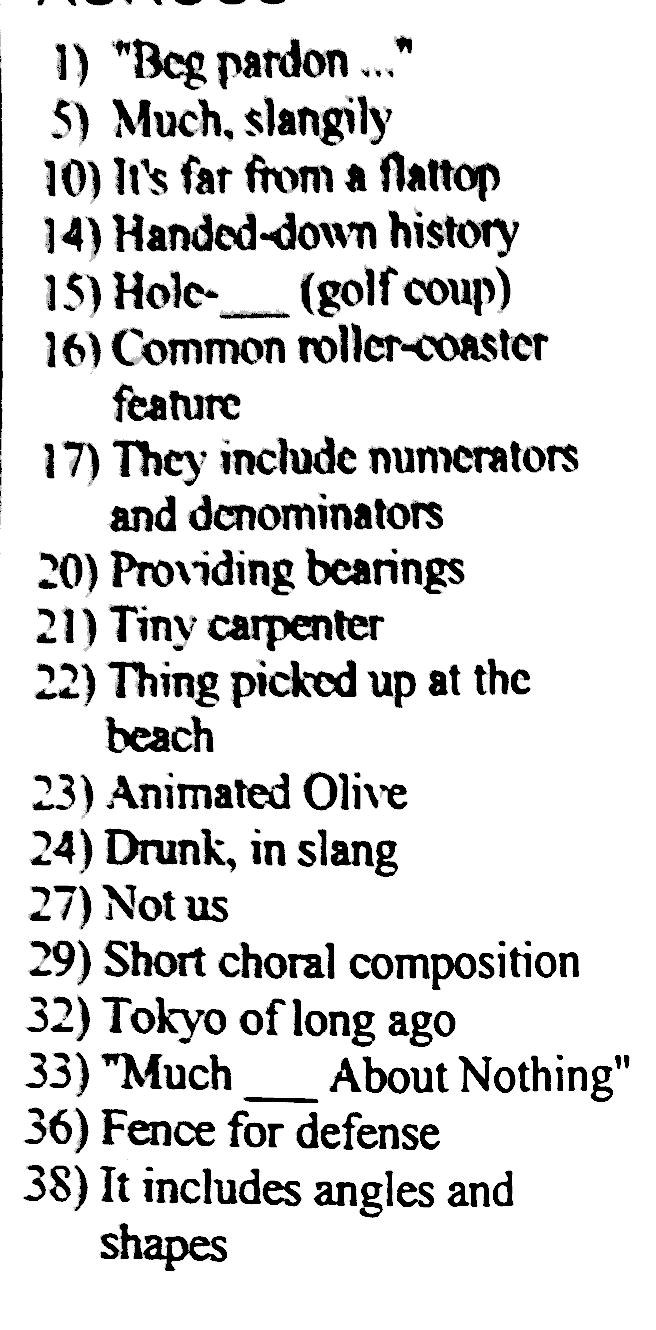 1) "Beg pardon ..."
5) Much, slangily
10) It's far from a flattop
14) Handed-down history
15) Hole-___ (golf coup)
16) Common roller-coaster
feature
17) They include numerators
and denominators
20) Providing bearings
21) Tiny carpenter
22) Thing picked up at the
beach
23) Animated Olive
24) Drunk, in slang
27) Not us
29) Short choral composition
32) Tokyo of long ago
33) "Much ___ About Nothing"
36) Fence for defense
38) It includes angles and
shapes